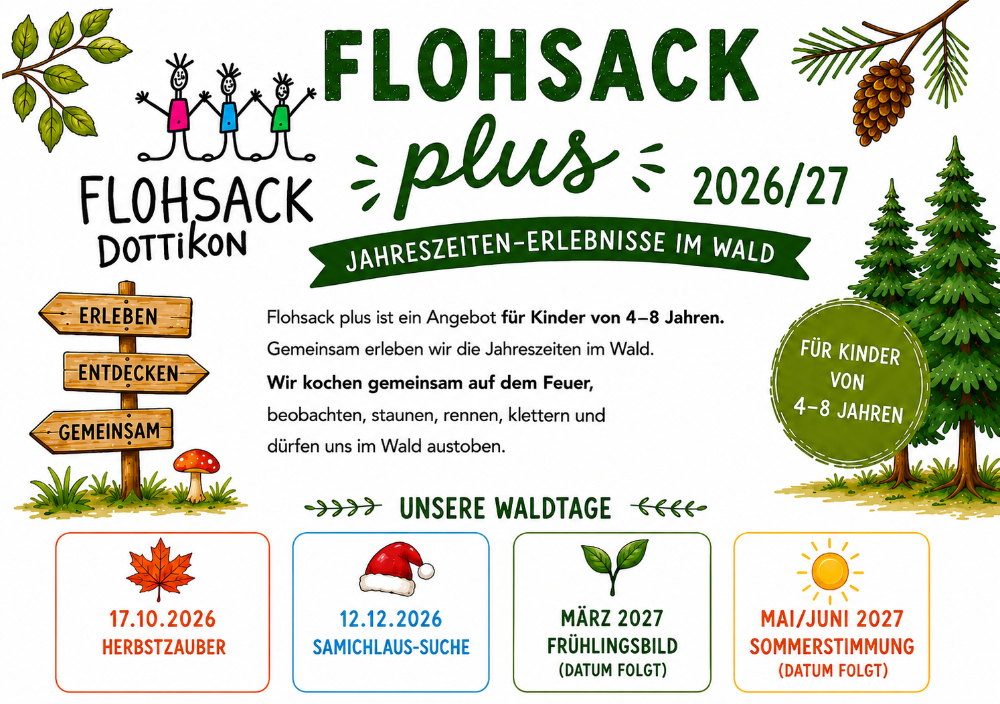 FLOHSACK
plus
2026/27
FLOHSACK
DOTTiKON
JAHRESZEITEN-ERLEBNISSE IM WALD
ERLEBEN
ENTDECKEN
GEMEINSAM
Flohsack plus ist ein Angebot für Kinder von 4–8 Jahren.
Gemeinsam erleben wir die Jahreszeiten im Wald.
Wir kochen gemeinsam auf dem Feuer,
beobachten, staunen, rennen, klettern und
dürfen uns im Wald austoben.
FÜR KINDER
VON
4–8 JAHREN
UNSERE WALDTAGE
17.10.2026
HERBSTZAUBER
12.12.2026
SAMICHLAUS-SUCHE
MÄRZ 2027
FRÜHLINGSBILD
(DATUM FOLGT)
MAI/JUNI 2027
SOMMERSTIMMUNG
(DATUM FOLGT)